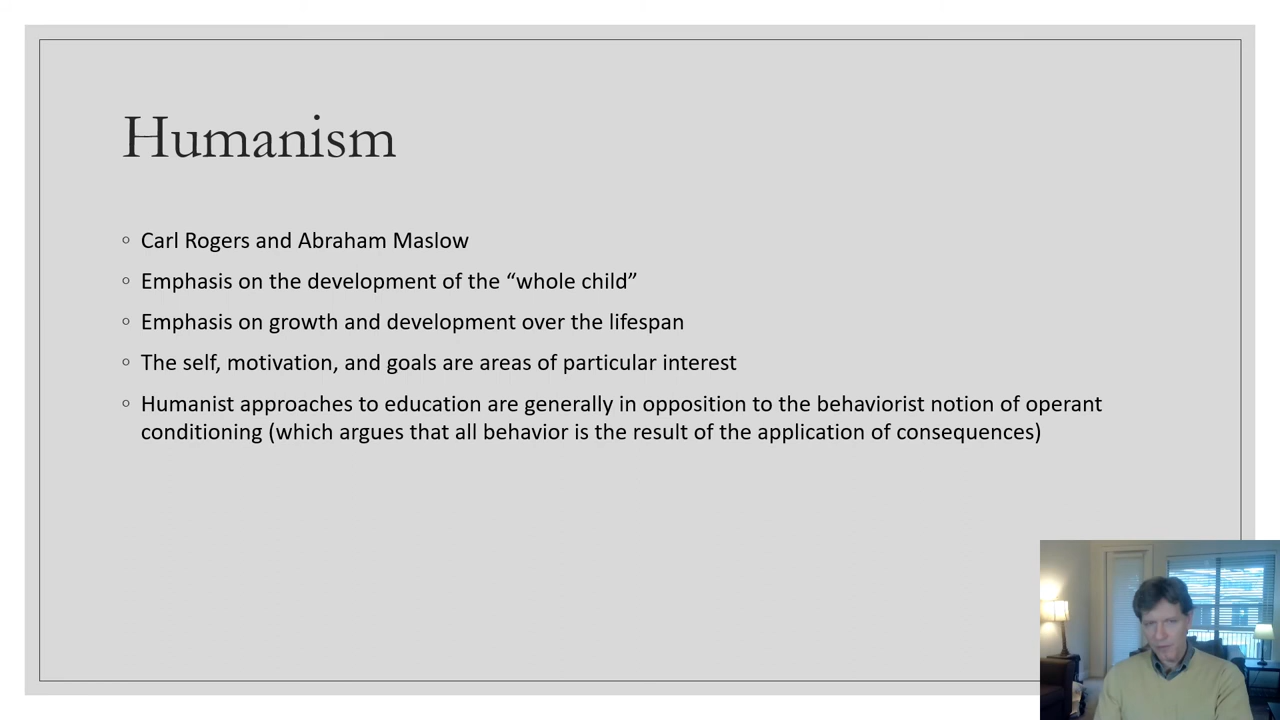 Humanism
Carl Rogers and Abraham Maslow
Emphasis on the development of the “whole child”
Emphasis on growth and development over the lifespan
The self, motivation, and goals are areas of particular interest
Humanist approaches to education are generally in opposition to the behaviorist notion of operant
conditioning (which argues that all behavior is the result of the application of consequences)